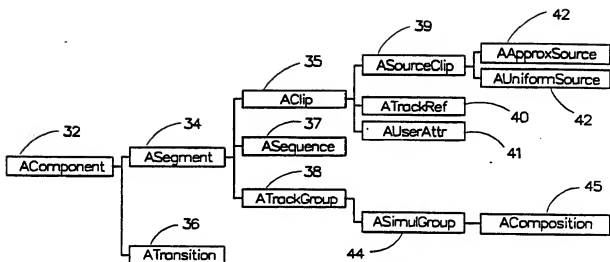 42
39
AApproxSource
35
ASourceClip
AUniformSource
34
AClip
ATrackRef
42
32
37
40
AComponent
ASegment
ASequence
AUserAttr
41
38
36
ATrackGroup
45
ATransition
ASimulGroup
AComposition
44